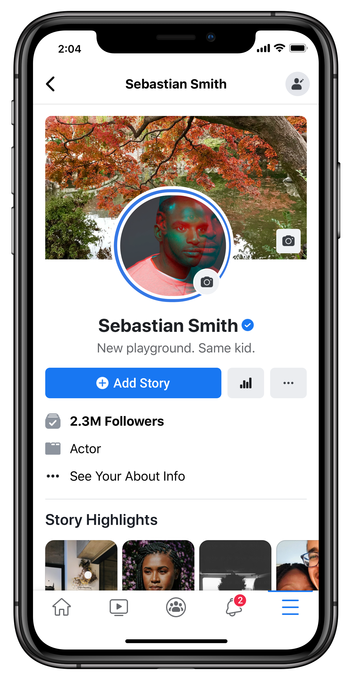 2:04
Sebastian Smith
Sebastian Smith
New playground. Same kid.
Add Story
2.3M Followers
Actor
See Your About Info
Story Highlights
2